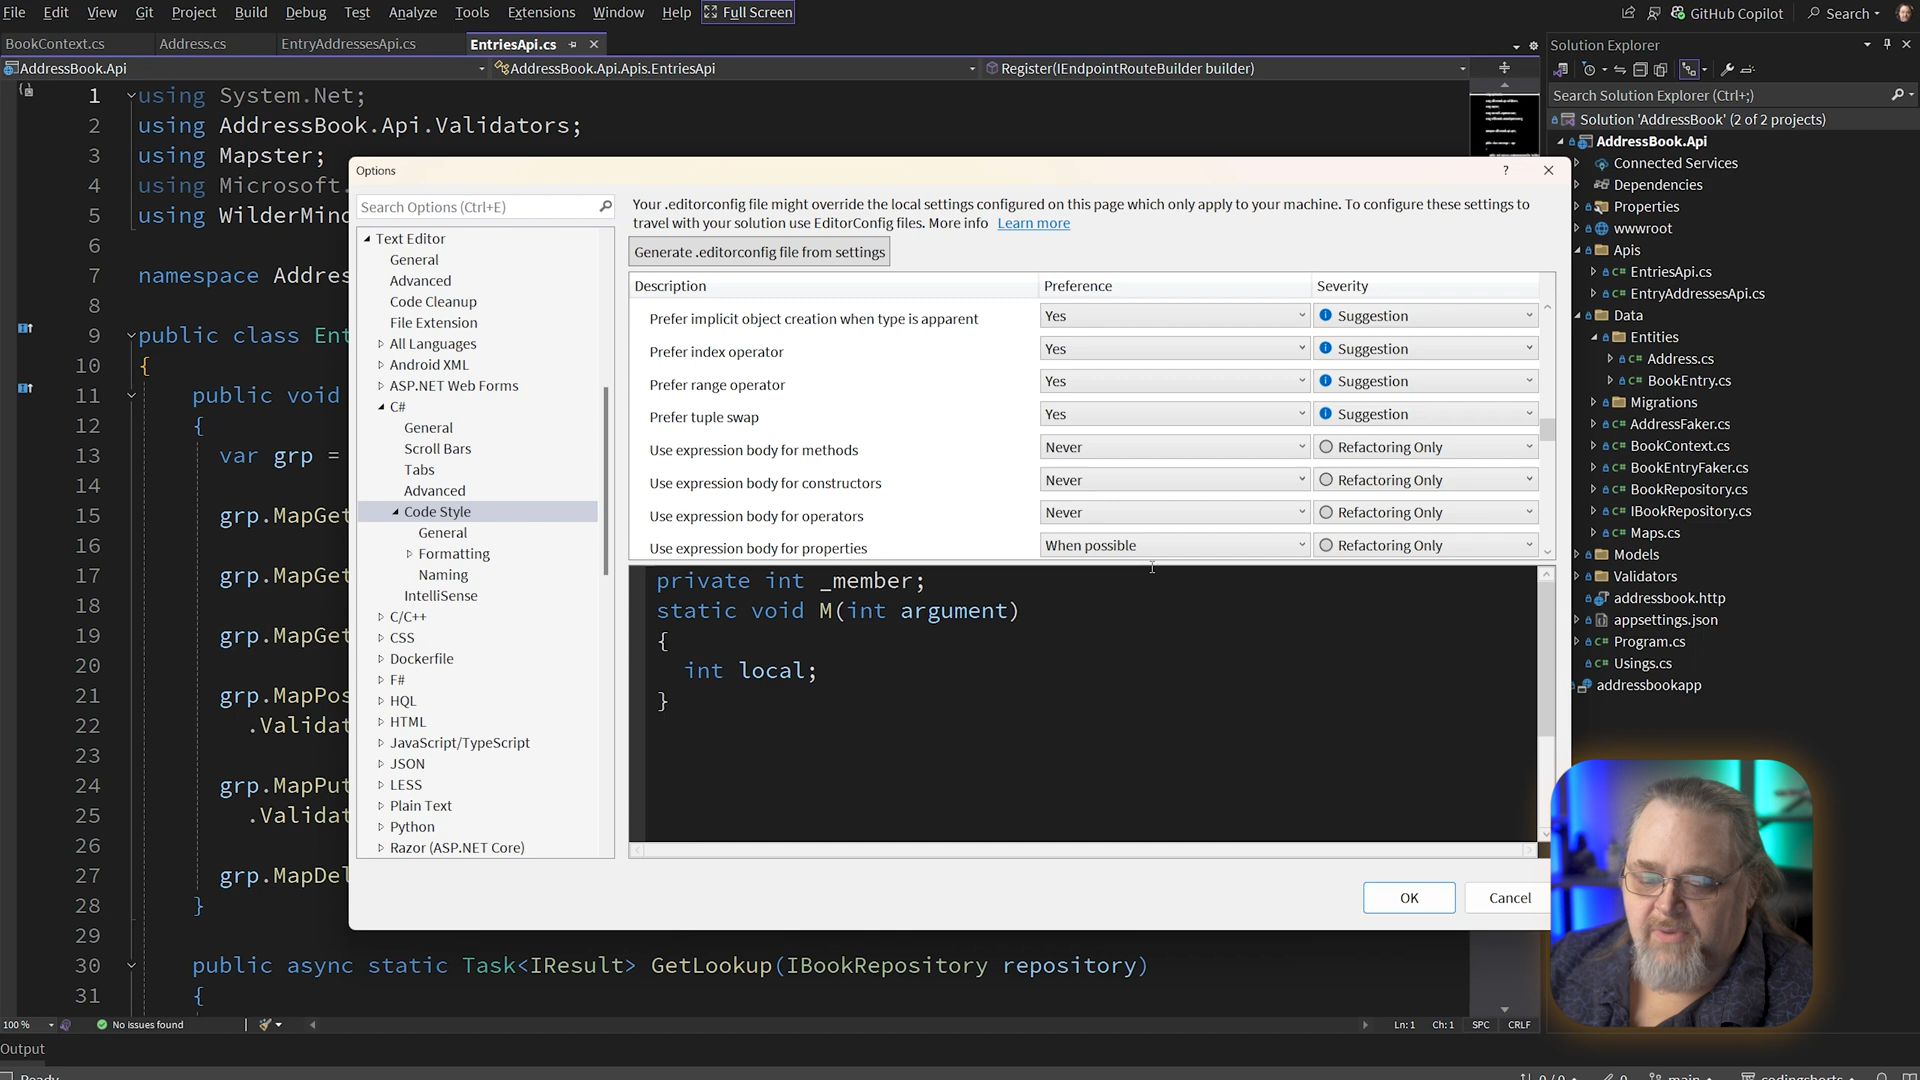 File Edit View Git Project Build Debug Test Analyze Tools Extensions Window Help Full Screen GitHub Copilot Search
BookContext.cs Address.cs EntryAddressesApi.cs EntriesApi.cs
AddressBook.Api AddressBook.Api.Apis.EntriesApi Register(IEndpointRouteBuilder builder)
1 using System.Net;
2 using AddressBook.Api.Validators;
3 using Mapster;
4 using Microsoft.
5 using WilderMin
6
7 namespace Addres
8
9 public class Ent
10 {
11 public void
12 {
13 var grp =
14
15 grp.MapGet
16
17 grp.MapGet
18
19 grp.MapGet
20
21 grp.MapPos
22 .Validat
23
24 grp.MapPut
25 .Validat
26
27 grp.MapDel
28 }
29
30 public async static Task<IResult> GetLookup(IBookRepository repository)
31 {
100 % No issues found Ln: 1 Ch: 1 SPC CRLF
Output
Ready 0 / 0 0 main codingshorts
Options
Search Options (Ctrl+E)
Text Editor
General
Advanced
Code Cleanup
File Extension
All Languages
Android XML
ASP.NET Web Forms
C#
General
Scroll Bars
Tabs
Advanced
Code Style
General
Formatting
Naming
IntelliSense
C/C++
CSS
Dockerfile
F#
HQL
HTML
JavaScript/TypeScript
JSON
LESS
Plain Text
Python
Razor (ASP.NET Core)
Your .editorconfig file might override the local settings configured on this page which only apply to your machine. To configure these settings to
travel with your solution use EditorConfig files. More info Learn more
Generate .editorconfig file from settings
Description Preference Severity
Prefer implicit object creation when type is apparent Yes Suggestion
Prefer index operator Yes Suggestion
Prefer range operator Yes Suggestion
Prefer tuple swap Yes Suggestion
Use expression body for methods Never Refactoring Only
Use expression body for constructors Never Refactoring Only
Use expression body for operators Never Refactoring Only
Use expression body for properties When possible Refactoring Only
private int _member;
static void M(int argument)
{
int local;
}
OK Cancel
Solution Explorer
Search Solution Explorer (Ctrl+;)
Solution 'AddressBook' (2 of 2 projects)
AddressBook.Api
Connected Services
Dependencies
Properties
wwwroot
Apis
C# EntriesApi.cs
C# EntryAddressesApi.cs
Data
Entities
C# Address.cs
C# BookEntry.cs
Migrations
C# AddressFaker.cs
C# BookContext.cs
C# BookEntryFaker.cs
C# BookRepository.cs
C# IBookRepository.cs
C# Maps.cs
Models
Validators
addressbook.http
appsettings.json
C# Program.cs
C# Usings.cs
addressbookapp